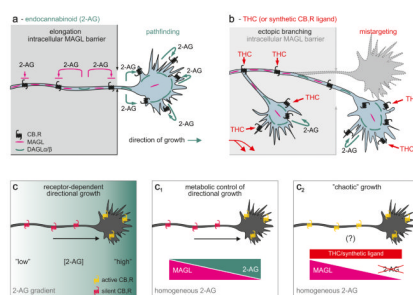 a - endocannabinoid (2-AG)
elongation
intracellular MAGL barrier
pathfinding
2-AG 2-AG 2-AG
2-AG
2-AG
2-AG
2-AG
2-AG
CB₁R
MAGL
DAGLα/β
direction of growth
b - THC (or synthetic CB₁R ligand)
ectopic branching
intracellular MAGL barrier
mistargeting
THC
THC
THC
THC
THC
2-AG
2-AG
THC
C
receptor-dependent
directional growth
"low" [2-AG] "high"
active CB₁R
silent CB₁R
2-AG gradient
C₁
metabolic control of
directional growth
MAGL 2-AG
homogeneous 2-AG
C₂
"chaotic" growth
(?)
THC/synthetic ligand
MAGL 2-AG
homogeneous 2-AG